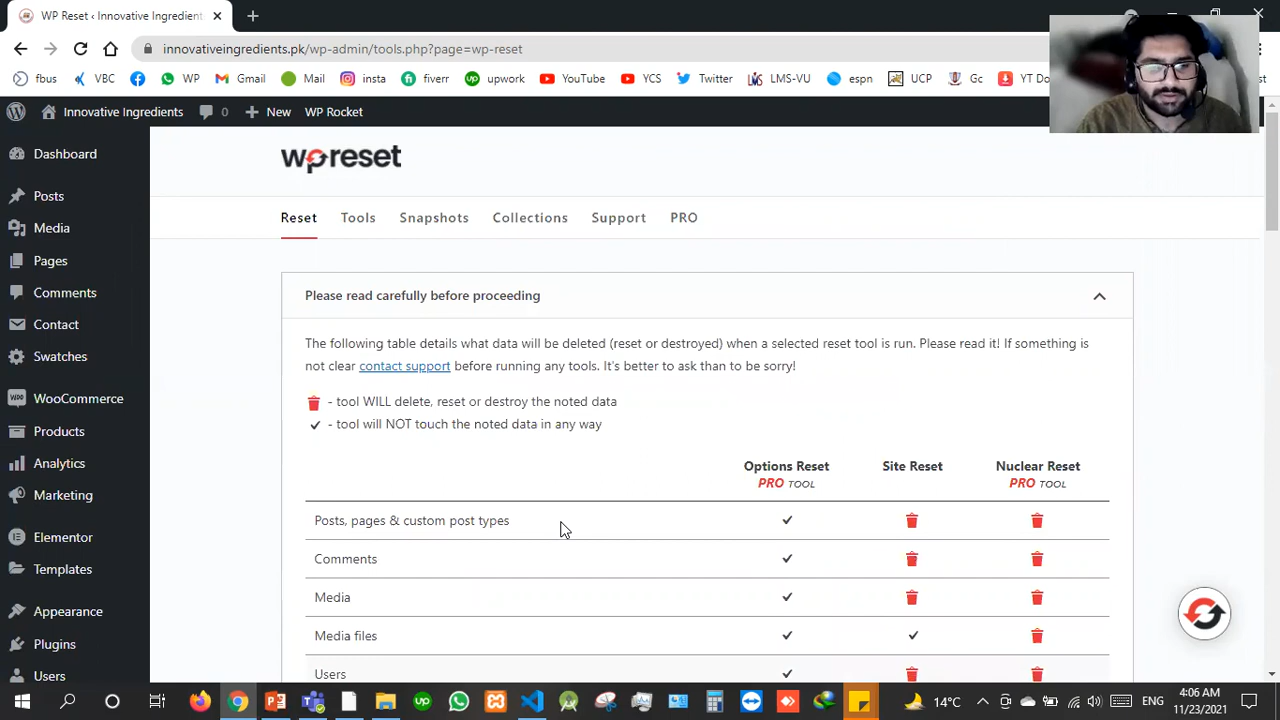 WP Reset ‹ Innovative Ingredient
innovativeingredients.pk/wp-admin/tools.php?page=wp-reset
fbus VBC WP Gmail Mail insta fiverr upwork YouTube YCS Twitter LMS-VU espn UCP Gc YT Do
Innovative Ingredients 0 New WP Rocket
Dashboard
Posts
Media
Pages
Comments
Contact
Swatches
WooCommerce
Products
Analytics
Marketing
Elementor
Templates
Appearance
Plugins
Users
wpreset
Reset Tools Snapshots Collections Support PRO
Please read carefully before proceeding
The following table details what data will be deleted (reset or destroyed) when a selected reset tool is run. Please read it! If something is
not clear contact support before running any tools. It's better to ask than to be sorry!
- tool WILL delete, reset or destroy the noted data
- tool will NOT touch the noted data in any way
Options Reset Site Reset Nuclear Reset
PRO TOOL PRO TOOL
Posts, pages & custom post types
Comments
Media
Media files
Users
14°C ENG 4:06 AM
11/23/2021